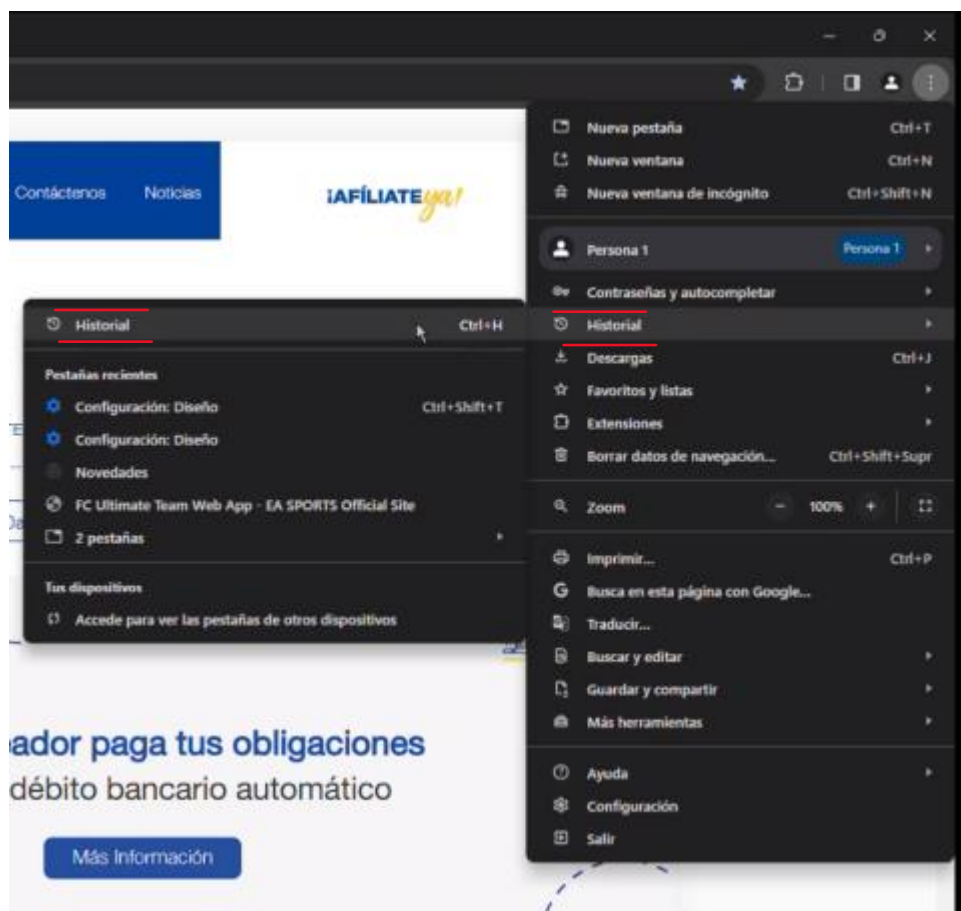 Contáctenos Noticias
¡AFÍLIATE ya!
Nueva pestaña Ctrl+T
Nueva ventana Ctrl+N
Nueva ventana de incógnito Ctrl+Shift+N
Persona 1 Persona 1
Contraseñas y autocompletar
Historial
Descargas Ctrl+J
Favoritos y listas
Extensiones
Borrar datos de navegación... Ctrl+Shift+Supr
Zoom - 100% +
Imprimir... Ctrl+P
Busca en esta página con Google...
Traducir...
Buscar y editar
Guardar y compartir
Más herramientas
Ayuda
Configuración
Salir
Historial Ctrl+H
Pestañas recientes
Configuración: Diseño Ctrl+Shift+T
Configuración: Diseño
Novedades
FC Ultimate Team Web App - EA SPORTS Official Site
2 pestañas
Tus dispositivos
Accede para ver las pestañas de otros dispositivos
ador paga tus obligaciones
débito bancario automático
Más Información